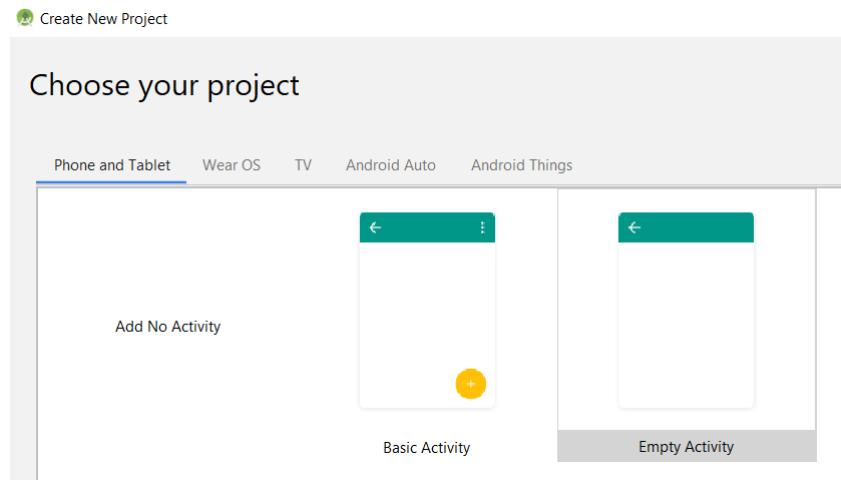 Create New Project
Choose your project
Phone and Tablet Wear OS TV Android Auto Android Things
Add No Activity
Basic Activity
Empty Activity